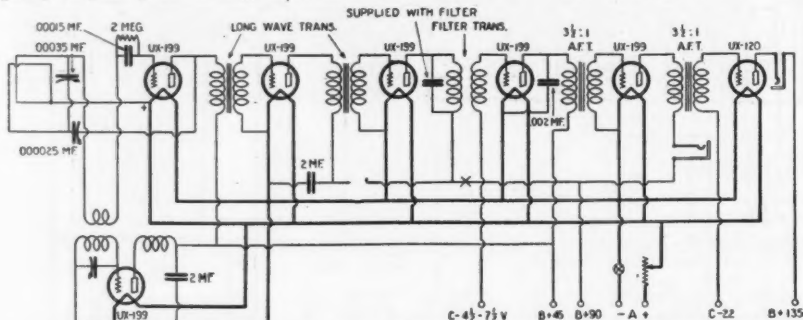 .00015 MF.
2 MEG.
LONG WAVE TRANS.
SUPPLIED WITH FILTER
FILTER TRANS.
3½:1
A.F.T.
3½:1
A.F.T.
.00035 MF.
UX-199
UX-199
UX-199
UX-199
UX-199
UX-120
+
.002 MF.
.000025 MF.
2 MF.
X
2 MF.
UX-199
C-4½-7½ V
B+45
B+90
-A+
C-22
B+135